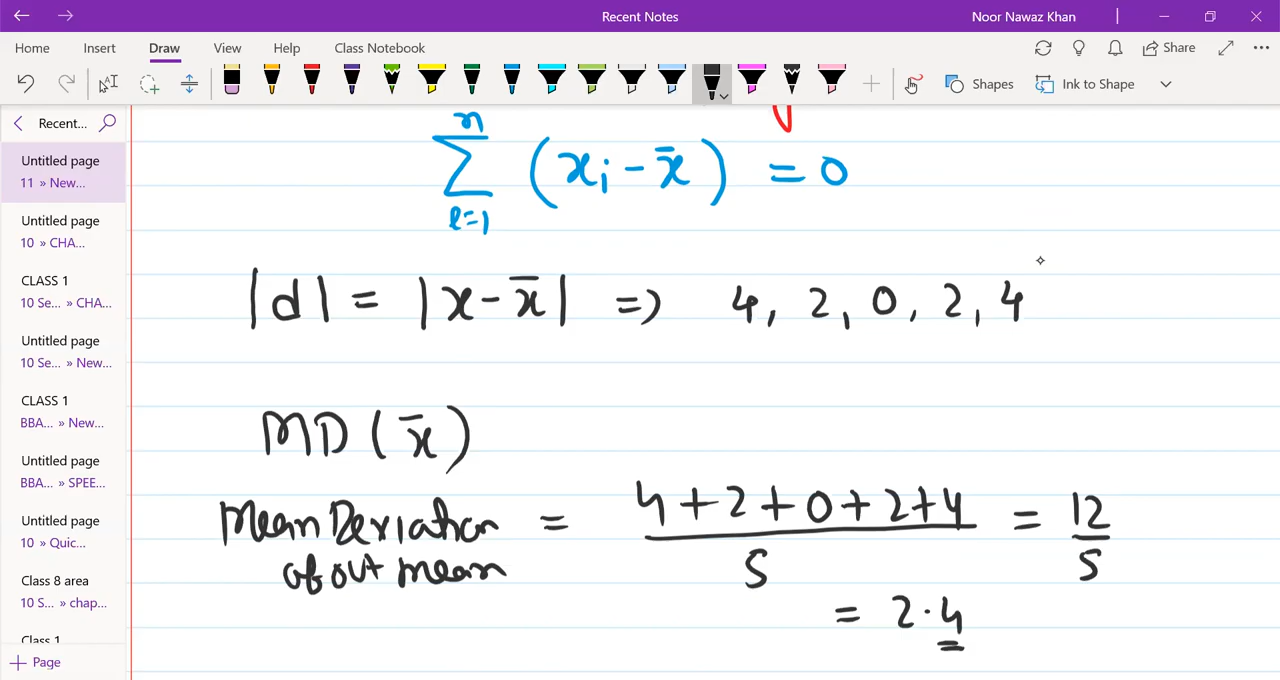 Recent Notes
Noor Nawaz Khan
Home Insert Draw View Help Class Notebook Share
Shapes Ink to Shape
Recent...
Untitled page
11 » New...
Untitled page
10 » CHA...
CLASS 1
10 Se... » CHA...
Untitled page
10 Se... » New...
CLASS 1
BBA... » New...
Untitled page
BBA... » SPEE...
Untitled page
10 » Quic...
Class 8 area
10 S... » chap...
Class 1
+ Page
n
∑ (xi - x̄) = 0
i=1
|d| = |x - x̄| => 4, 2, 0, 2, 4
MD(x̄)
Mean Deviation = 4+2+0+2+4 / 5 = 12 / 5
about mean
= 2.4